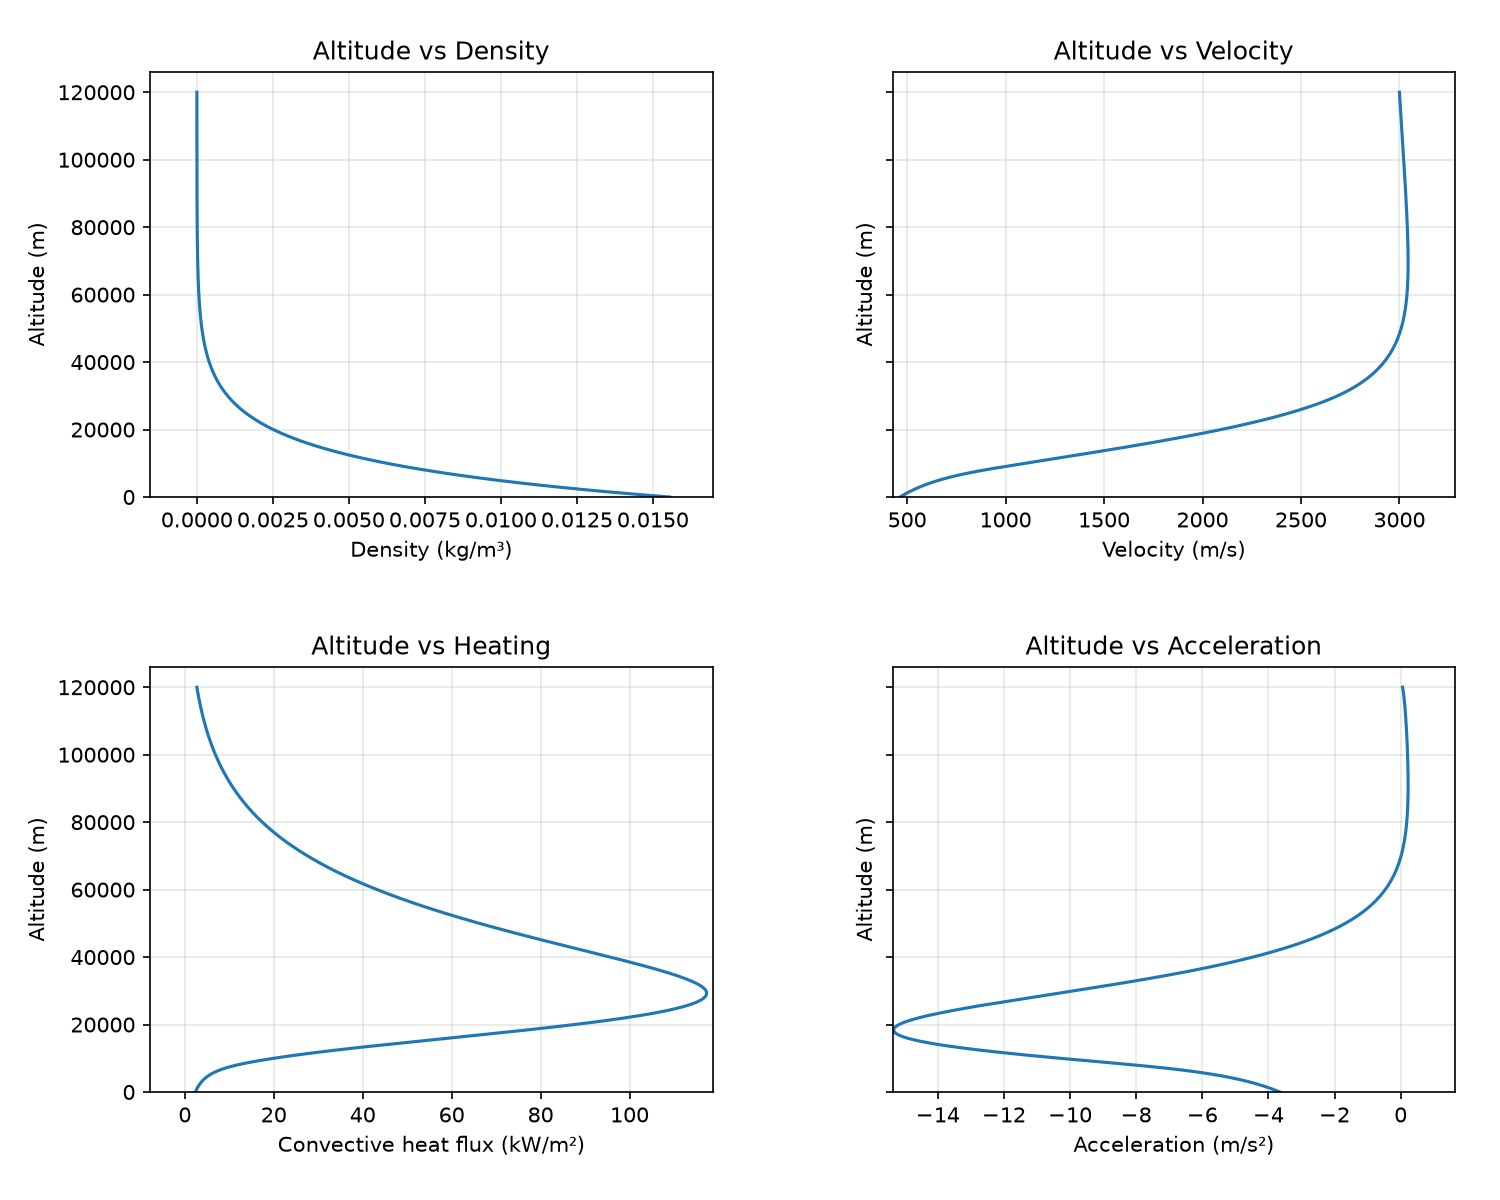 Altitude vs Density
Altitude (m)
120000
100000
80000
60000
40000
20000
0
0.0000 0.0025 0.0050 0.0075 0.0100 0.0125 0.0150
Density (kg/m³)
Altitude vs Velocity
Altitude (m)
500 1000 1500 2000 2500 3000
Velocity (m/s)
Altitude vs Heating
Altitude (m)
120000
100000
80000
60000
40000
20000
0
0 20 40 60 80 100
Convective heat flux (kW/m²)
Altitude vs Acceleration
Altitude (m)
−14 −12 −10 −8 −6 −4 −2 0
Acceleration (m/s²)